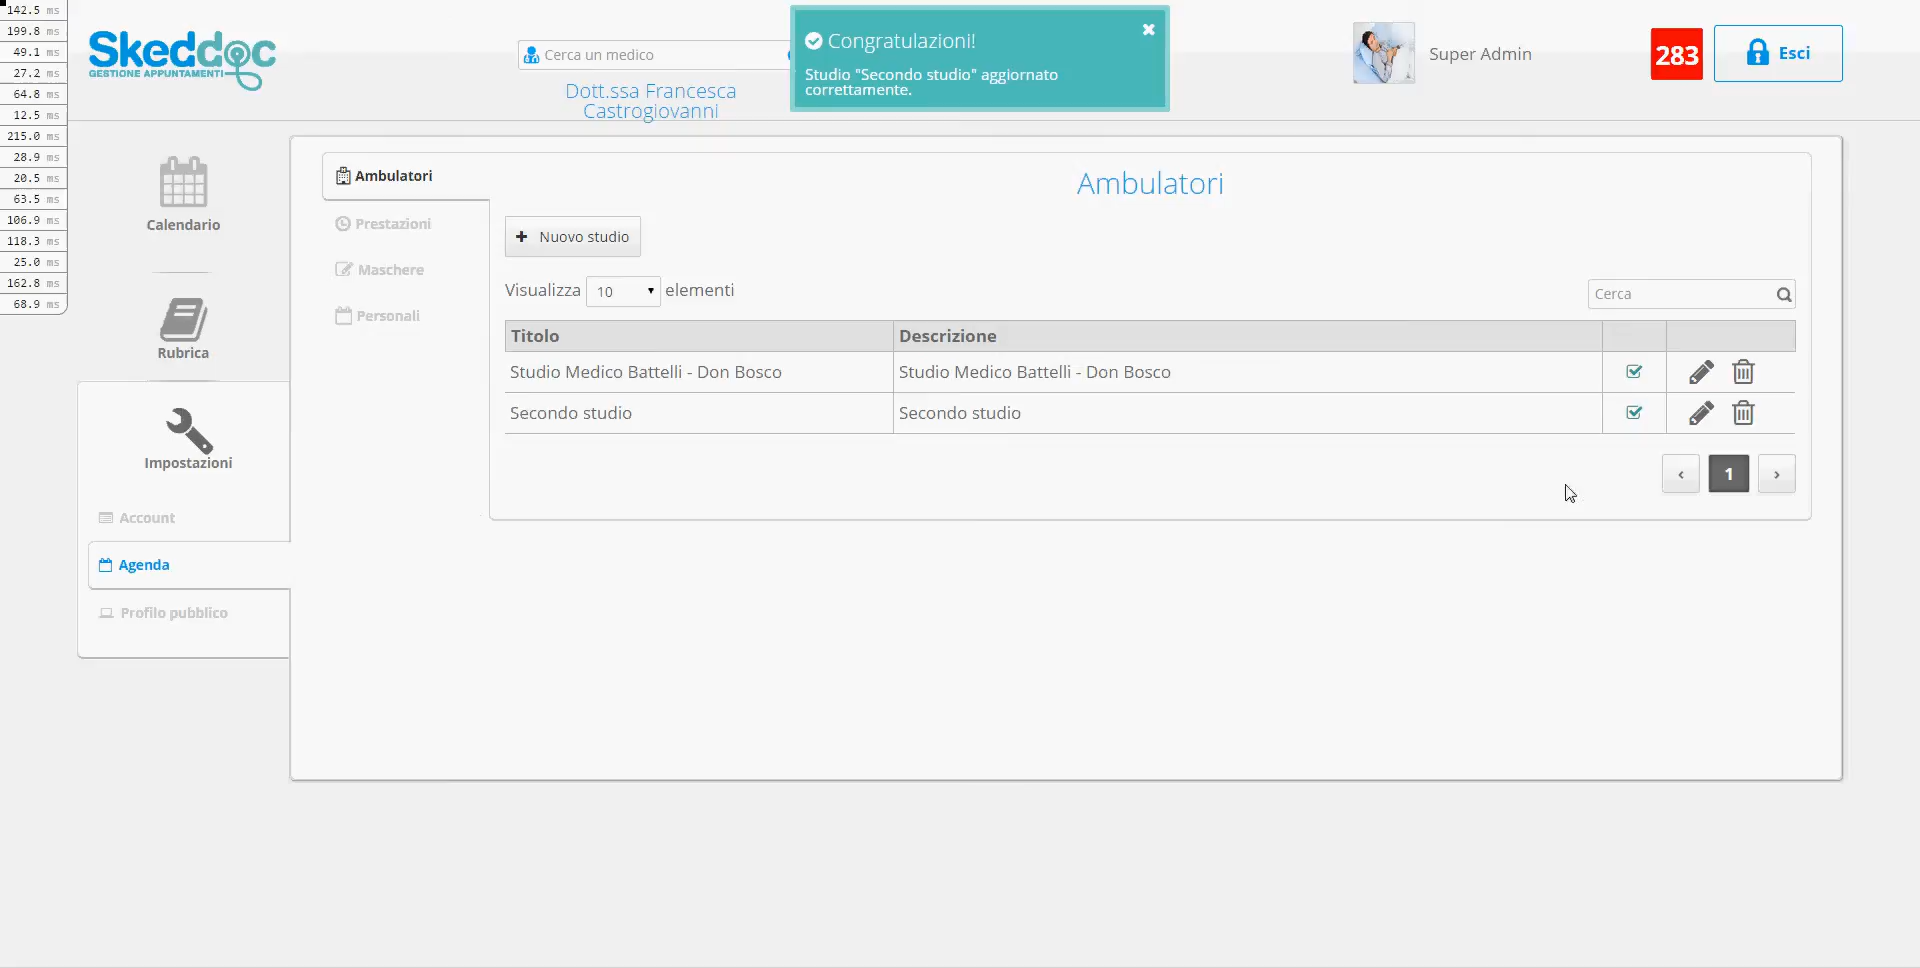 142.5 ms
199.8 ms
49.1 ms
27.2 ms
64.8 ms
12.5 ms
215.0 ms
28.9 ms
20.5 ms
63.5 ms
106.9 ms
118.3 ms
25.0 ms
162.8 ms
68.9 ms
Skeddoc
GESTIONE APPUNTAMENTI
Cerca un medico
Dott.ssa Francesca
Castrogiovanni
Congratulazioni!
Studio "Secondo studio" aggiornato
correttamente.
Super Admin
283
Esci
Calendario
Rubrica
Impostazioni
Account
Agenda
Profilo pubblico
Ambulatori
Prestazioni
Maschere
Personali
Ambulatori
+ Nuovo studio
Visualizza 10 elementi
Cerca
Titolo Descrizione
Studio Medico Battelli - Don Bosco Studio Medico Battelli - Don Bosco
Secondo studio Secondo studio
‹ 1 ›